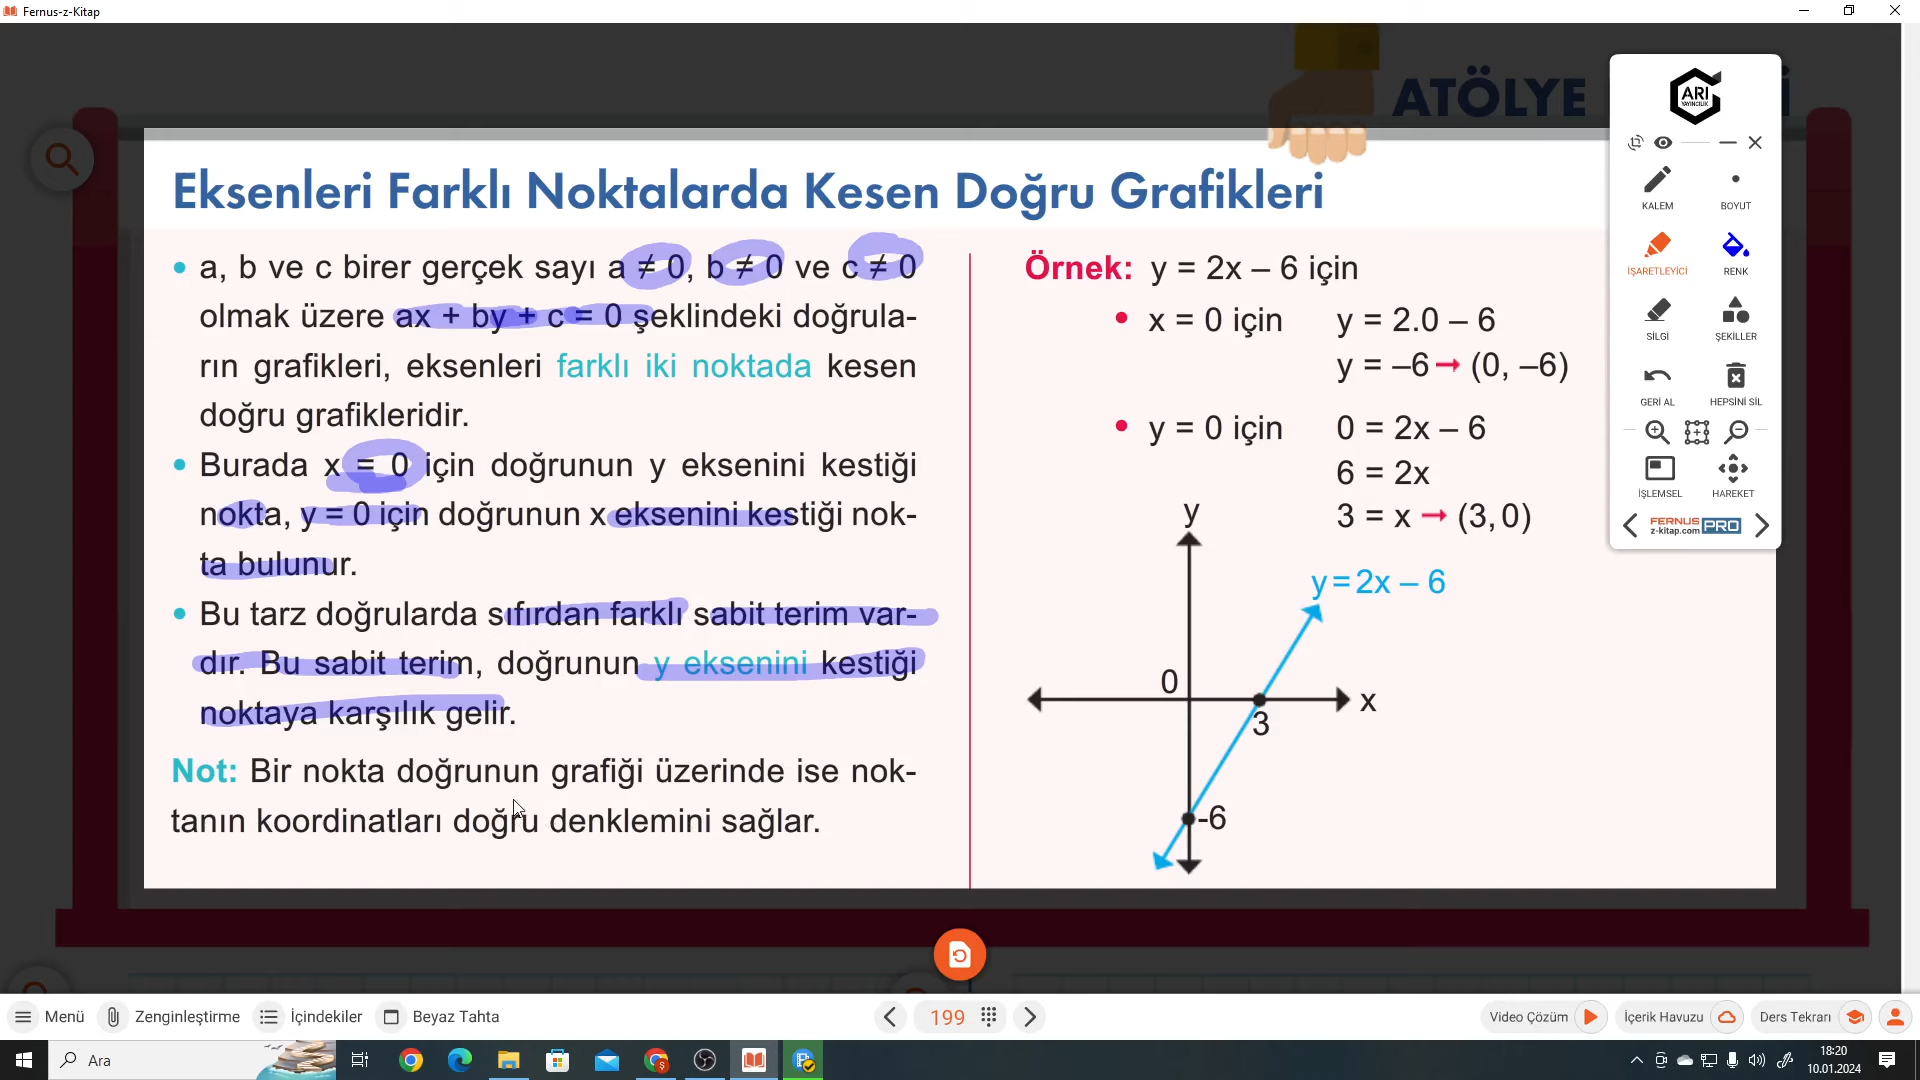 Fernus-z-Kitap
ATÖLYE
Eksenleri Farklı Noktalarda Kesen Doğru Grafikleri
• a, b ve c birer gerçek sayı a ≠ 0, b ≠ 0 ve c ≠ 0
olmak üzere ax + by + c = 0 şeklindeki doğrula-
rın grafikleri, eksenleri farklı iki noktada kesen
doğru grafikleridir.
• Burada x = 0 için doğrunun y eksenini kestiği
nokta, y = 0 için doğrunun x eksenini kestiği nok-
ta bulunur.
• Bu tarz doğrularda sıfırdan farklı sabit terim var-
dır. Bu sabit terim, doğrunun y eksenini kestiği
noktaya karşılık gelir.
Not: Bir nokta doğrunun grafiği üzerinde ise nok-
tanın koordinatları doğru denklemini sağlar.
Örnek: y = 2x – 6 için
• x = 0 için y = 2.0 – 6
y = –6 → (0, –6)
• y = 0 için 0 = 2x – 6
6 = 2x
3 = x → (3, 0)
y
y = 2x – 6
0
x
3
-6
ARI
YAYINCILIK
KALEM BOYUT
İŞARETLEYİCİ RENK
SİLGİ ŞEKİLLER
GERİ AL HEPSİNİ SİL
İŞLEMSEL HAREKET
FERNUS
z-kitap.com PRO
Menü Zenginleştirme İçindekiler Beyaz Tahta 199 Video Çözüm İçerik Havuzu Ders Tekrarı
Ara
18:20
10.01.2024